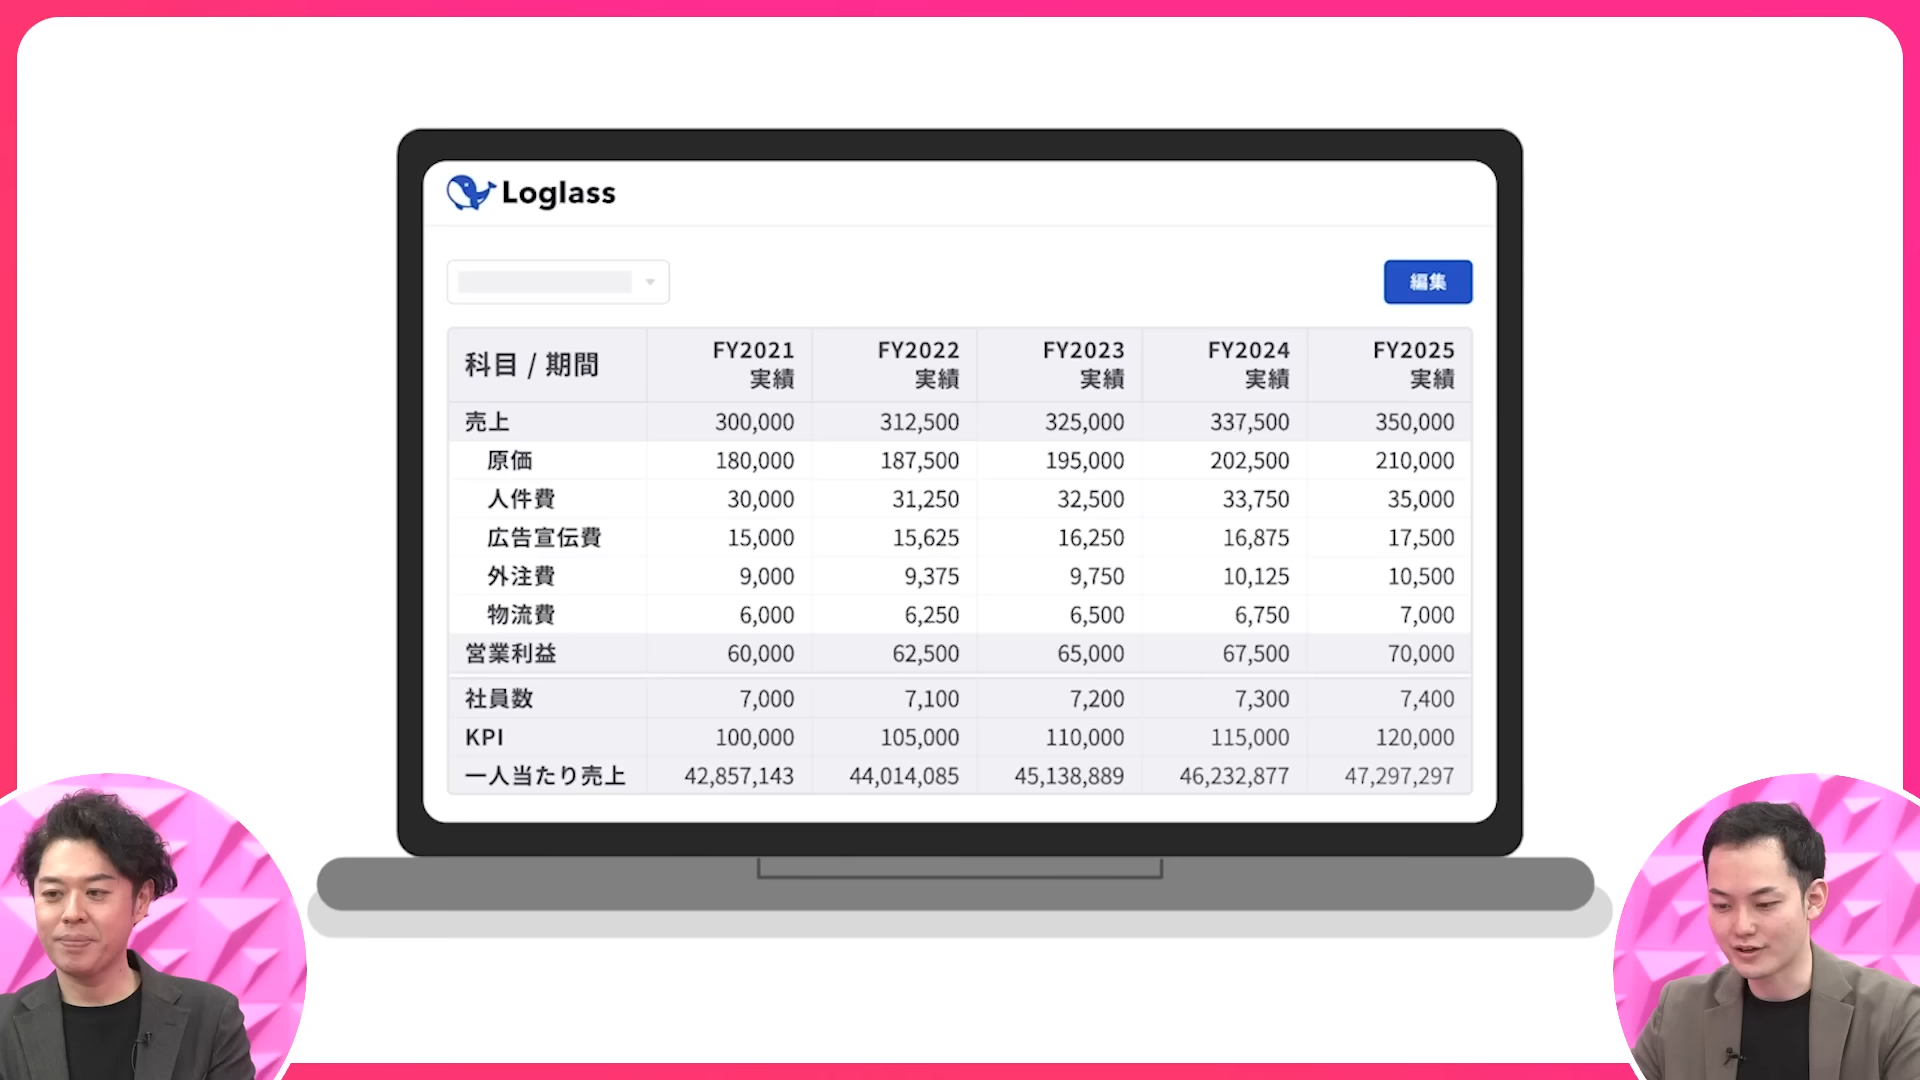 Loglass
編集
科目 / 期間 FY2021 実績 FY2022 実績 FY2023 実績 FY2024 実績 FY2025 実績
売上 300,000 312,500 325,000 337,500 350,000
原価 180,000 187,500 195,000 202,500 210,000
人件費 30,000 31,250 32,500 33,750 35,000
広告宣伝費 15,000 15,625 16,250 16,875 17,500
外注費 9,000 9,375 9,750 10,125 10,500
物流費 6,000 6,250 6,500 6,750 7,000
営業利益 60,000 62,500 65,000 67,500 70,000
社員数 7,000 7,100 7,200 7,300 7,400
KPI 100,000 105,000 110,000 115,000 120,000
一人当たり売上 42,857,143 44,014,085 45,138,889 46,232,877 47,297,297